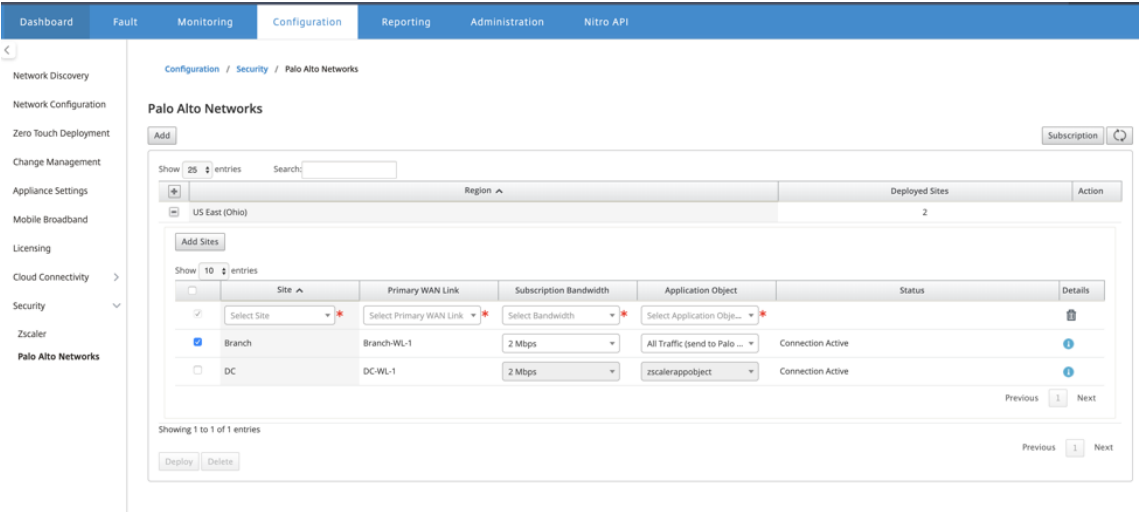 Dashboard Fault Monitoring Configuration Reporting Administration Nitro API
Network Discovery
Network Configuration
Zero Touch Deployment
Change Management
Appliance Settings
Mobile Broadband
Licensing
Cloud Connectivity
Security
Zscaler
Palo Alto Networks
Configuration / Security / Palo Alto Networks
Palo Alto Networks
Add Subscription
Show 25 entries Search:
Region Deployed Sites Action
US East (Ohio) 2
Add Sites
Show 10 entries
Site Primary WAN Link Subscription Bandwidth Application Object Status Details
Select Site * Select Primary WAN Link * Select Bandwidth * Select Application Obje... *
Branch Branch-WL-1 2 Mbps All Traffic (send to Palo ... Connection Active
DC DC-WL-1 2 Mbps zscalerappobject Connection Active
Previous 1 Next
Showing 1 to 1 of 1 entries
Previous 1 Next
Deploy Delete